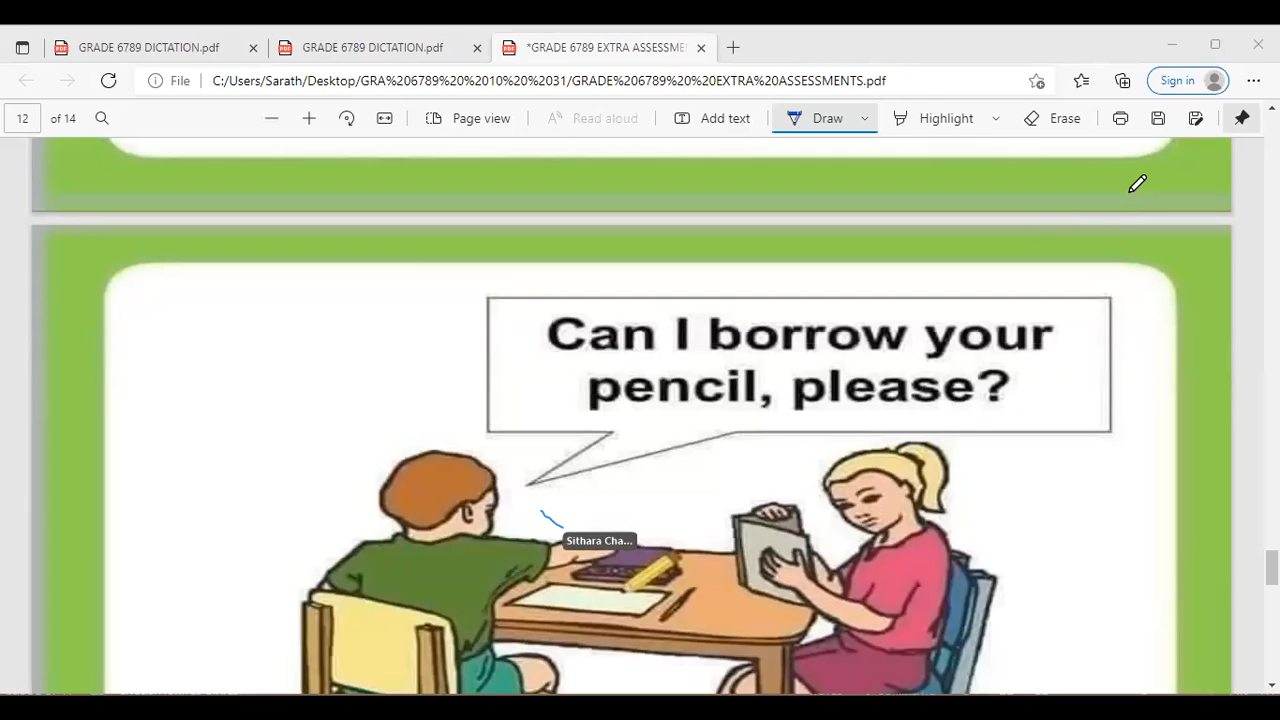 GRADE 6789 DICTATION.pdf
GRADE 6789 DICTATION.pdf
*GRADE 6789 EXTRA ASSESSME
File
C:/Users/Sarath/Desktop/GRA%206789%20%2010%20%2031/GRADE%206789%20%20EXTRA%20ASSESSMENTS.pdf
Sign in
12 of 14
Page view
Read aloud
Add text
Draw
Highlight
Erase
Can I borrow your
pencil, please?
Sithara Cha...